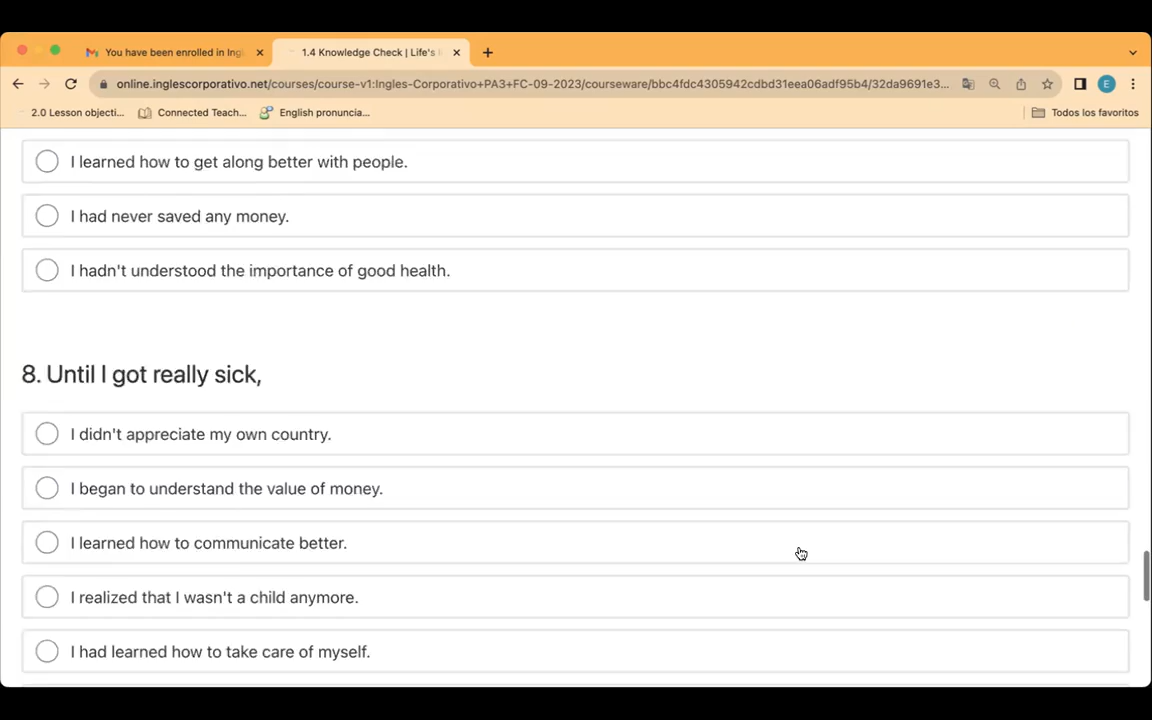 You have been enrolled in Ing
1.4 Knowledge Check | Life's
online.inglescorporativo.net/courses/course-v1:Ingles-Corporativo+PA3+FC-09-2023/courseware/bbc4fdc4305942cdbd31eea06adf95b4/32da9691e3...
E
2.0 Lesson objecti...
Connected Teach...
English pronuncia...
Todos los favoritos
I learned how to get along better with people.
I had never saved any money.
I hadn't understood the importance of good health.
8. Until I got really sick,
I didn't appreciate my own country.
I began to understand the value of money.
I learned how to communicate better.
I realized that I wasn't a child anymore.
I had learned how to take care of myself.